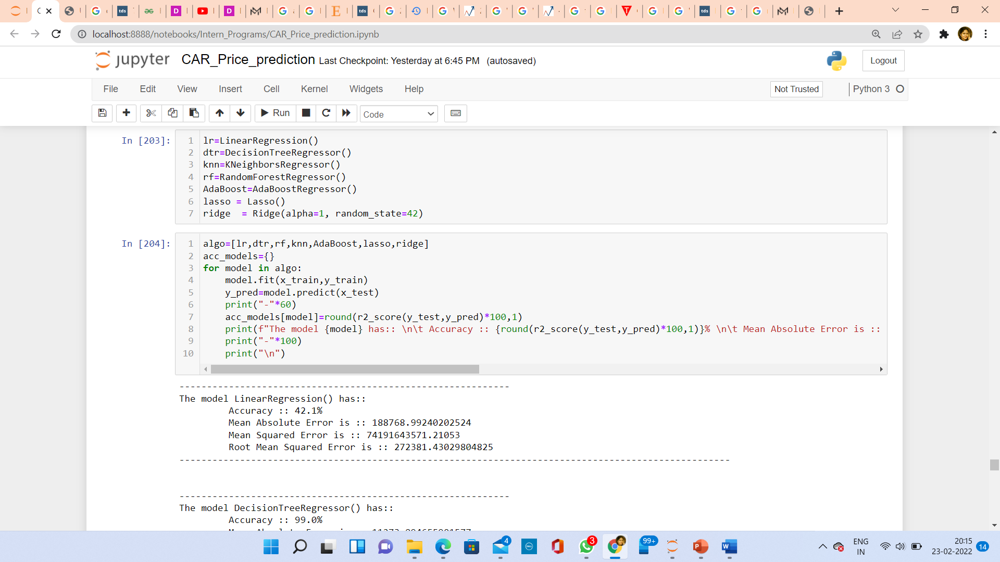 localhost:8888/notebooks/Intern_Programs/CAR_Price_prediction.ipynb
jupyter CAR_Price_prediction Last Checkpoint: Yesterday at 6:45 PM (autosaved)
Logout
File Edit View Insert Cell Kernel Widgets Help
Not Trusted Python 3
Run Code
In [203]:
1 lr=LinearRegression()
2 dtr=DecisionTreeRegressor()
3 knn=KNeighborsRegressor()
4 rf=RandomForestRegressor()
5 AdaBoost=AdaBoostRegressor()
6 lasso = Lasso()
7 ridge  = Ridge(alpha=1, random_state=42)
In [204]:
1 algo=[lr,dtr,rf,knn,AdaBoost,lasso,ridge]
2 acc_models={}
3 for model in algo:
4     model.fit(x_train,y_train)
5     y_pred=model.predict(x_test)
6     print("-"*60)
7     acc_models[model]=round(r2_score(y_test,y_pred)*100,1)
8     print(f"The model {model} has:: \n\t Accuracy :: {round(r2_score(y_test,y_pred)*100,1)}% \n\t Mean Absolute Error is ::
9     print("-"*100)
10     print("\n")
------------------------------------------------------------
The model LinearRegression() has::
Accuracy :: 42.1%
Mean Absolute Error is :: 188768.99240202524
Mean Squared Error is :: 74191643571.21053
Root Mean Squared Error is :: 272381.43029804825
----------------------------------------------------------------------------------------------------
------------------------------------------------------------
The model DecisionTreeRegressor() has::
Accuracy :: 99.0%
4
3
99+
ENG
IN
20:15
23-02-2022
14